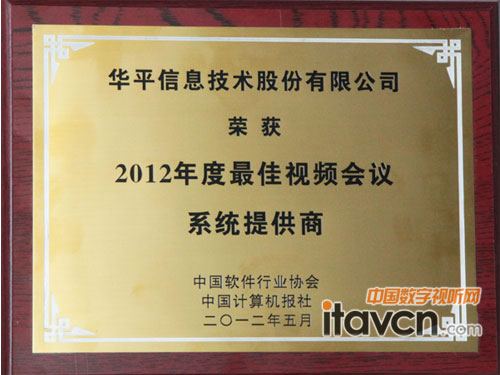 华平信息技术股份有限公司
荣获
2012年度最佳视频会议
系统提供商
中国软件行业协会
中国计算机报社
二〇一二年五月
中国数字视听网
itavcn.com